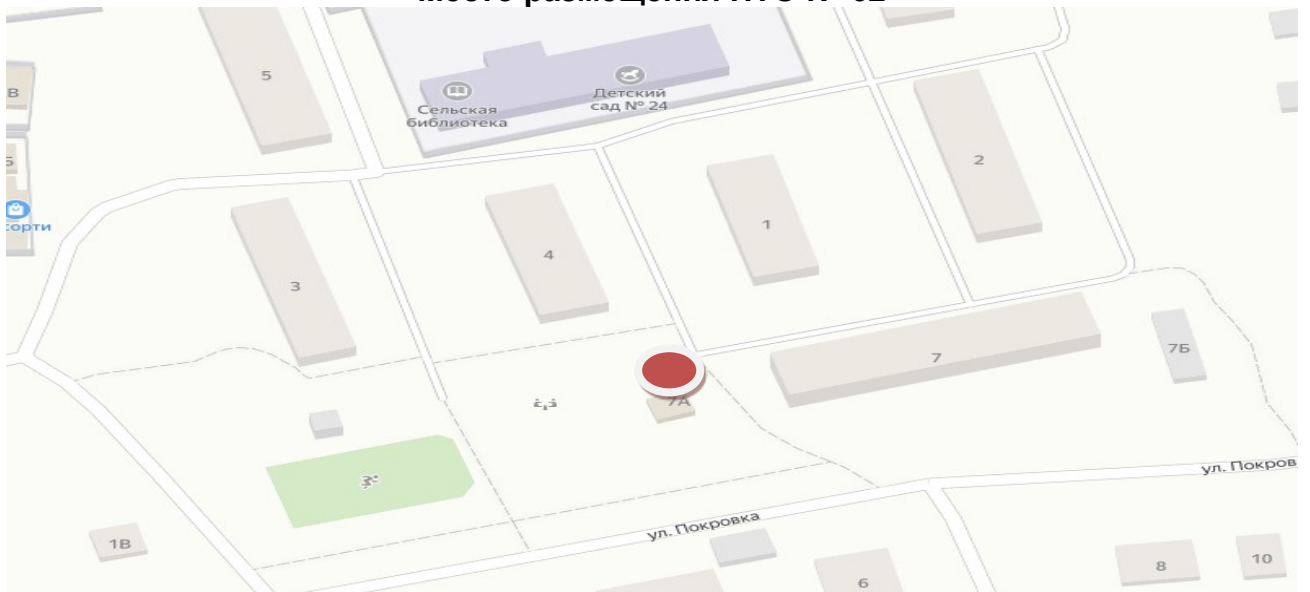 5
В
Детский
сад № 24
Сельская
библиотека
2
1
4
3
7
7Б
7А
ул. Покров
ул. Покровка
1В
8
10
6